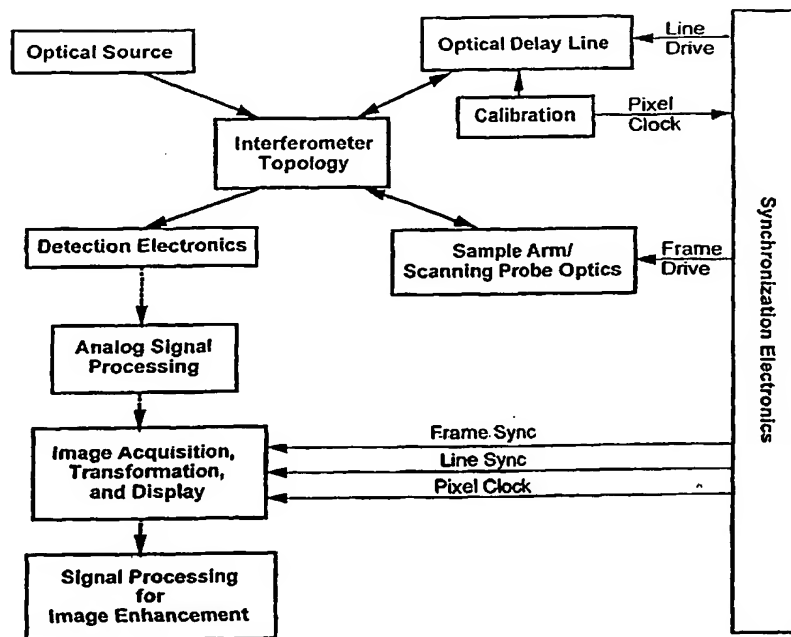 Optical Source
Optical Delay Line
Line
Drive
Calibration
Pixel
Clock
Interferometer
Topology
Detection Electronics
Sample Arm/
Scanning Probe Optics
Frame
Drive
Synchronization Electronics
Analog Signal
Processing
Image Acquisition,
Transformation,
and Display
Frame Sync
Line Sync
Pixel Clock
Signal Processing
for
Image Enhancement